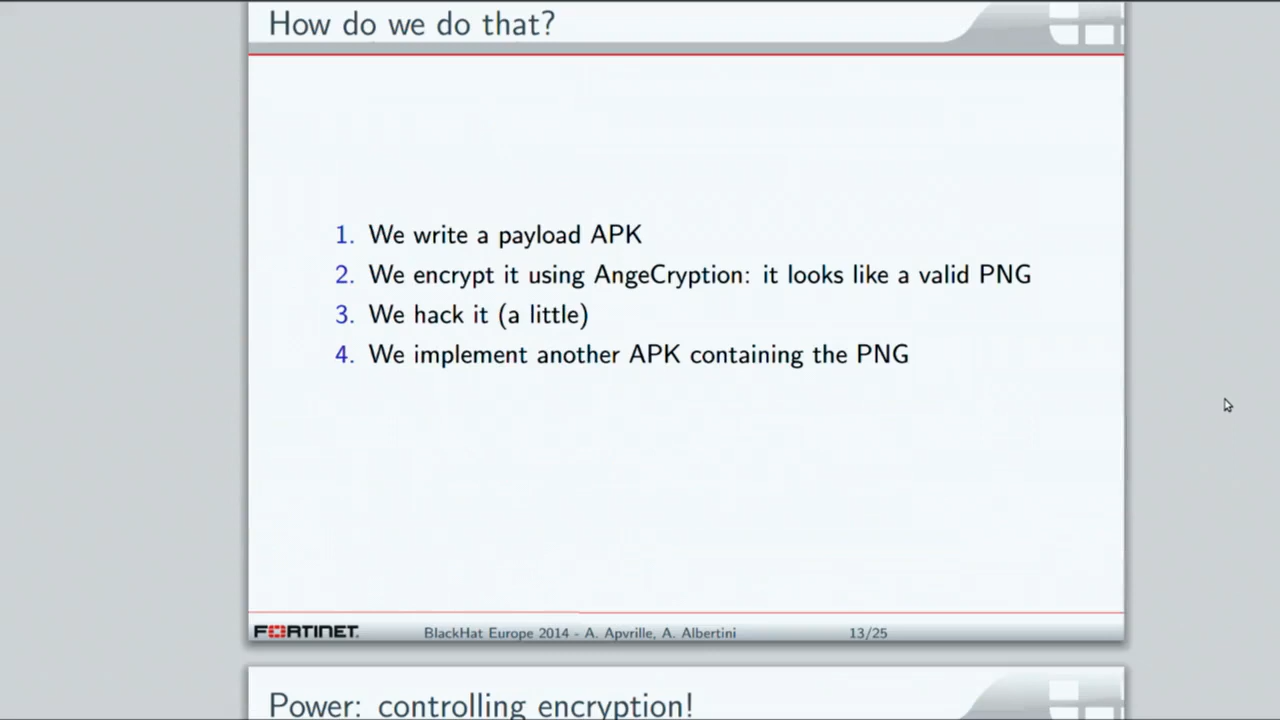 How do we do that?
1. We write a payload APK
2. We encrypt it using AngeCryption: it looks like a valid PNG
3. We hack it (a little)
4. We implement another APK containing the PNG
FORTINET. BlackHat Europe 2014 - A. Apvrille, A. Albertini 13/25
Power: controlling encryption!